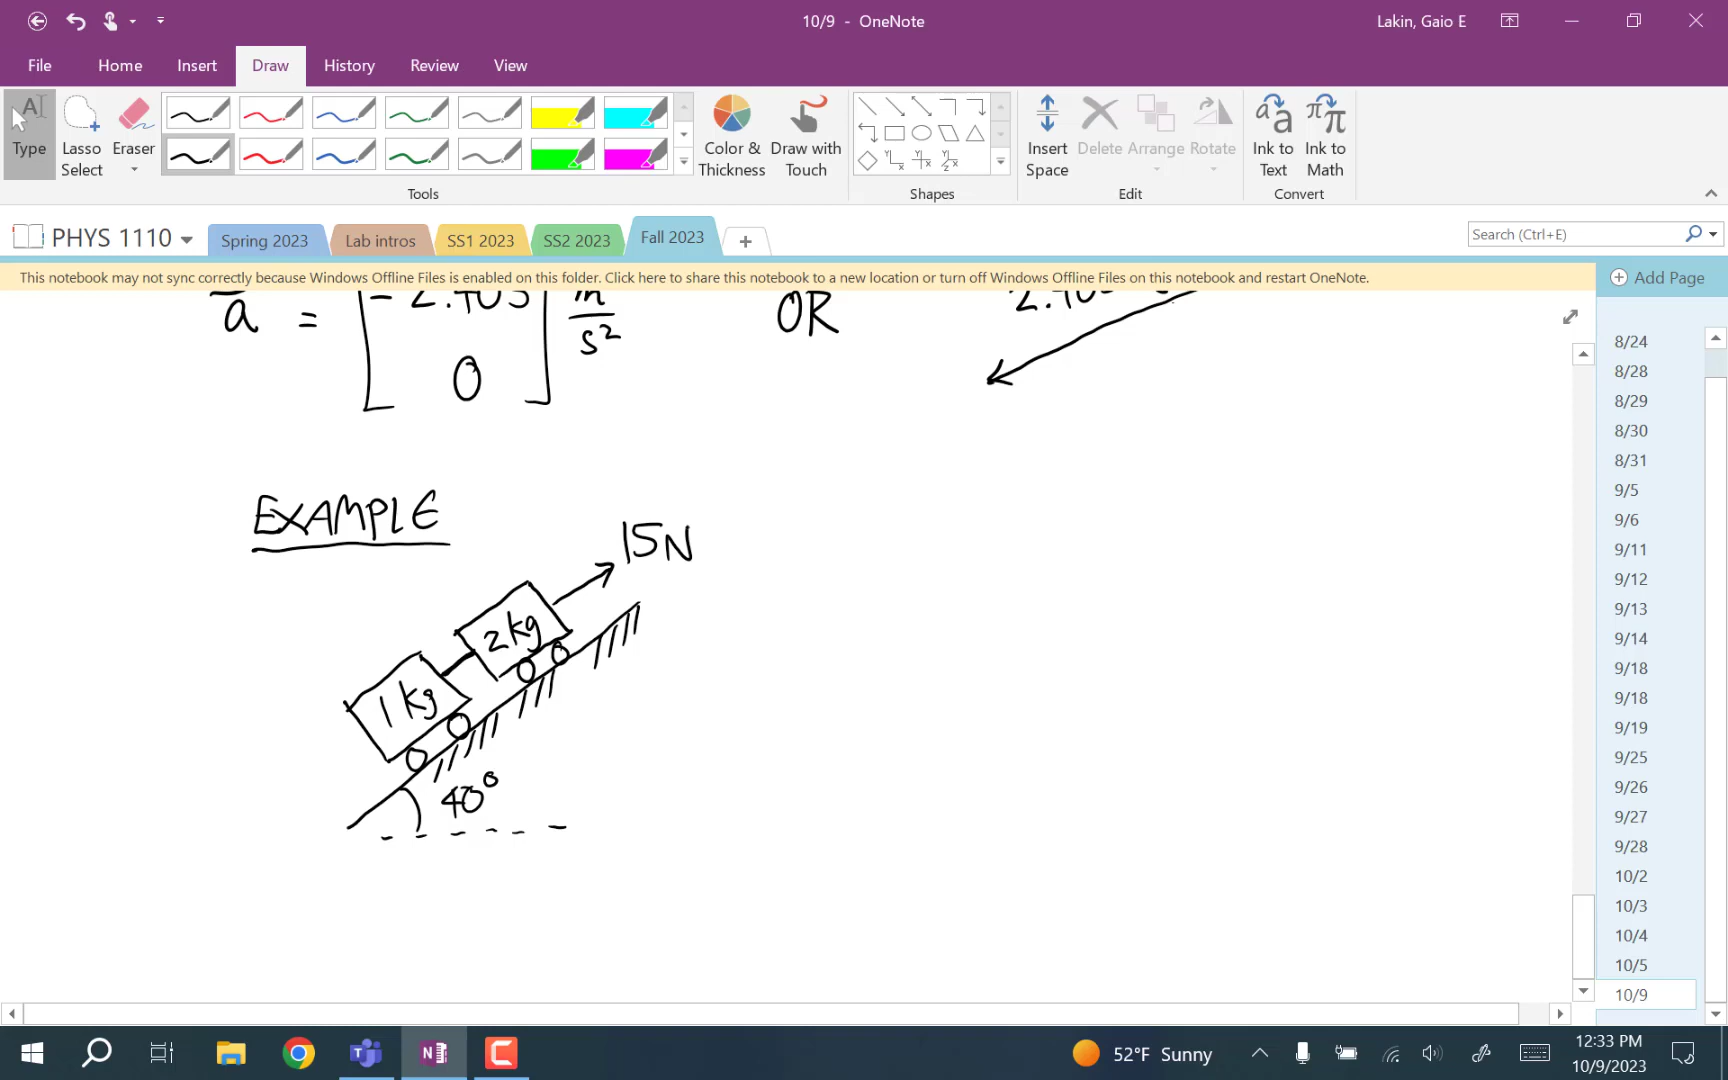 10/9 - OneNote
Lakin, Gaio E
File Home Insert Draw History Review View
Type
Lasso Select
Eraser
Color & Thickness
Draw with Touch
Insert Space
Delete Arrange Rotate
Ink to Text
Ink to Math
Tools
Shapes
Edit
Convert
PHYS 1110
Spring 2023
Lab intros
SS1 2023
SS2 2023
Fall 2023
Search (Ctrl+E)
This notebook may not sync correctly because Windows Offline Files is enabled on this folder. Click here to share this notebook to a new location or turn off Windows Offline Files on this notebook and restart OneNote.
Add Page
a = [-2.403 0] m/s²
OR
EXAMPLE
15N
2kg
1kg
40°
8/24
8/28
8/29
8/30
8/31
9/5
9/6
9/11
9/12
9/13
9/14
9/18
9/18
9/19
9/25
9/26
9/27
9/28
10/2
10/3
10/4
10/5
10/9
52°F Sunny
12:33 PM
10/9/2023